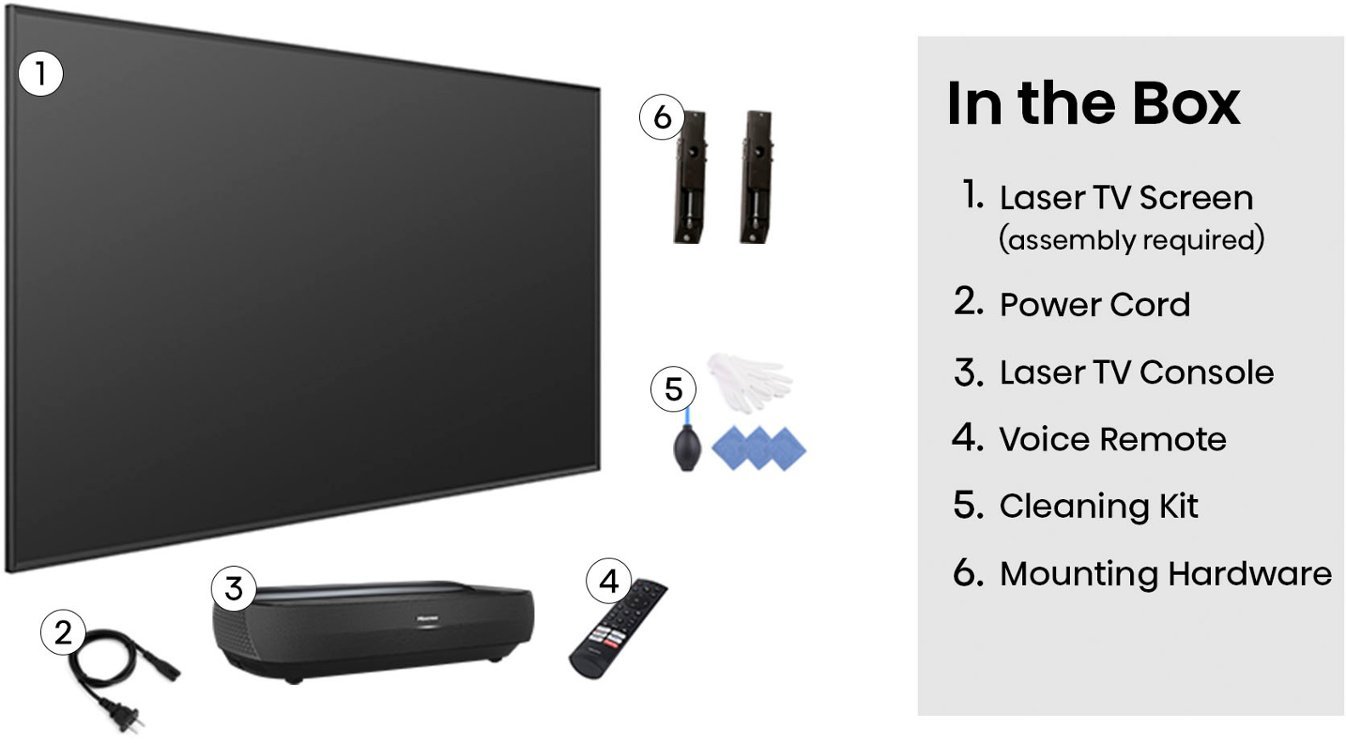 1
6
5
3
4
2
Hisense
In the Box
1. Laser TV Screen
(assembly required)
2. Power Cord
3. Laser TV Console
4. Voice Remote
5. Cleaning Kit
6. Mounting Hardware